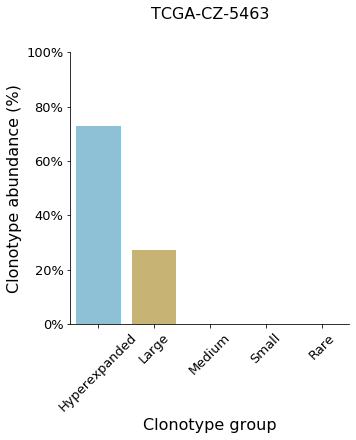 TCGA-CZ-5463
100%
80%
60%
40%
20%
0%
Clonotype abundance (%)
Hyperexpanded
Large
Medium
Small
Rare
Clonotype group